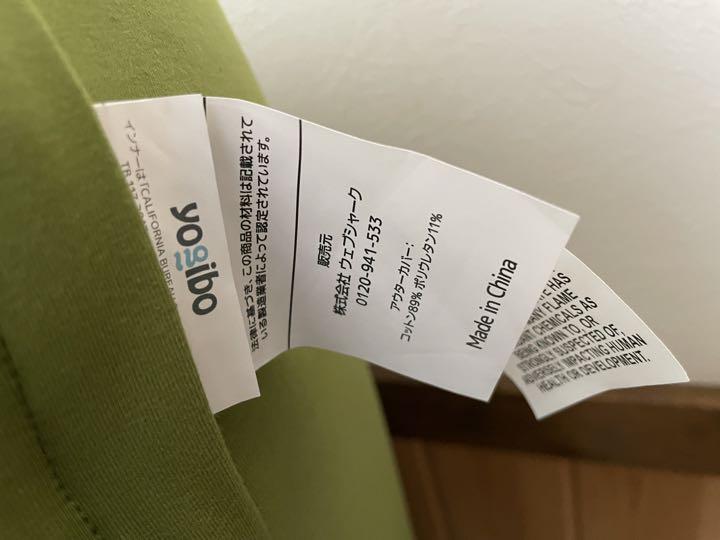 yogibo
インナーは「CALIFORNIA BUREAU
TB 117
法律に基づき、この商品の材料は記載されて
いる製造業者によって認定されています。
販売元
株式会社 ウェブシャーク
0120-941-533
アウターカバー:
コットン89% ポリウレタン11%
Made in China
HAS
ANY FLAME
CHEMICALS AS
BEING KNOWN TO, OR
STRONGLY SUSPECTED OF,
ADVERSELY IMPACTING HUMAN
HEALTH OR DEVELOPMENT.